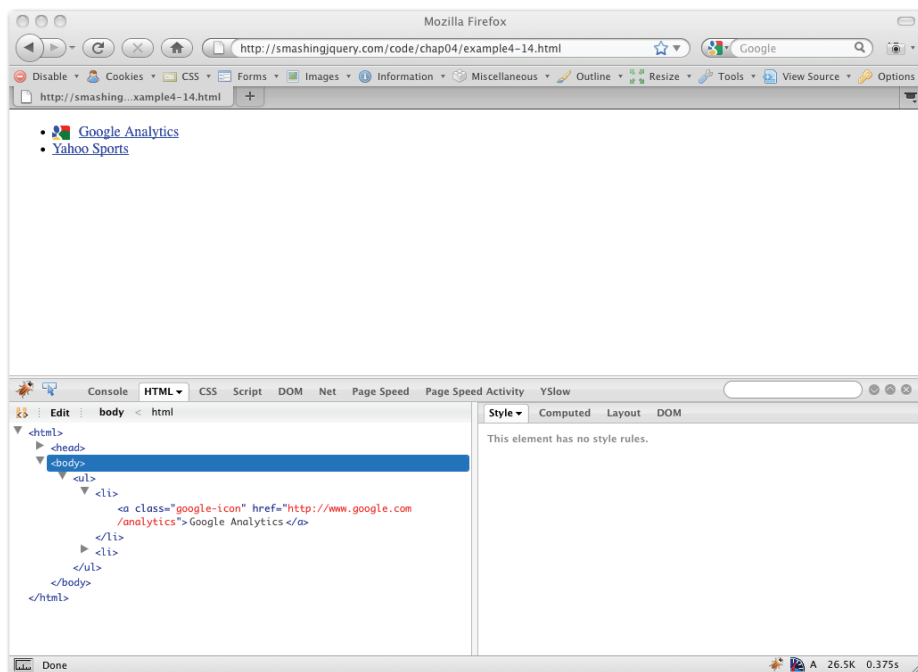 Mozilla Firefox
http://smashingjquery.com/code/chap04/example4-14.html
Google
Disable Cookies CSS Forms Images Information Miscellaneous Outline Resize Tools View Source Options
http://smashing...xample4-14.html +
• Google Analytics
• Yahoo Sports
Console HTML CSS Script DOM Net Page Speed Page Speed Activity YSlow
Edit body < html
Style Computed Layout DOM
This element has no style rules.
<html>
<head>
<body>
<ul>
<li>
<a class="google-icon" href="http://www.google.com
/analytics">Google Analytics</a>
</li>
<li>
</ul>
</body>
</html>
Done
A 26.5K 0.375s